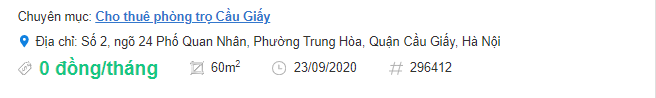 Chuyên mục: Cho thuê phòng trọ Cầu Giấy
Địa chỉ: Số 2, ngõ 24 Phố Quan Nhân, Phường Trung Hòa, Quận Cầu Giấy, Hà Nội
0 đồng/tháng 60m² 23/09/2020 # 296412